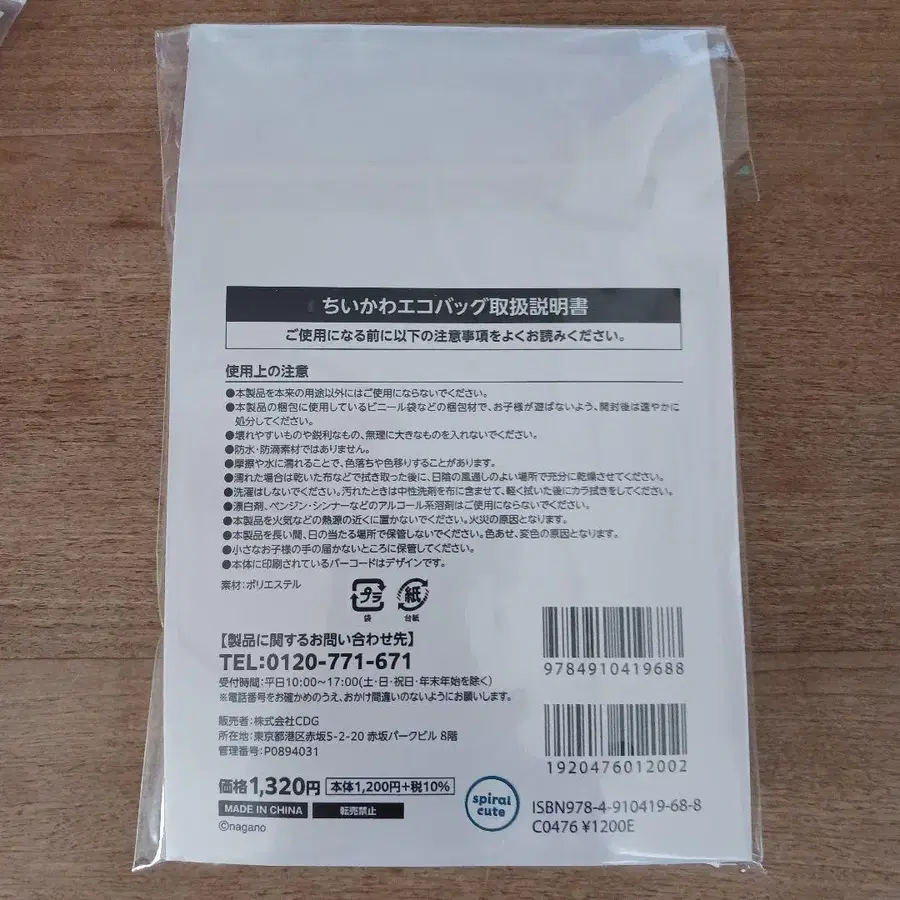 ちいかわエコバッグ取扱説明書
ご使用になる前に以下の注意事項をよくお読みください。
使用上の注意
●本製品を本来の用途以外にはご使用にならないでください。
●本製品の梱包に使用しているビニール袋などの梱包材で、お子様が遊ばないよう、開封後は速やかに
処分してください。
●壊れやすいものや鋭利なもの、無理に大きなものを入れないでください。
●防水・防滴素材ではありません。
●摩擦や水に濡れることで、色落ちや色移りすることがあります。
●濡れた場合は乾いた布などで拭き取った後に、日陰の風通しのよい場所で充分に乾燥させてください。
●洗濯はしないでください。汚れたときは中性洗剤を布に含ませて、軽く拭いた後にカラ拭きをしてください。
●漂白剤、ベンジン・シンナーなどのアルコール系溶剤はご使用にならないでください。
●本製品を火気などの熱源の近くに置かないでください。火災の原因となります。
●本製品を長い間、日の当たる場所で保管しないでください。色あせ、変色の原因となります。
●小さなお子様の手の届かないところに保管してください。
●本体に印刷されているバーコードはデザインです。
素材:ポリエステル
プラ 紙
袋 台紙
【製品に関するお問い合わせ先】
TEL:0120-771-671
受付時間:平日10:00～17:00(土・日・祝日・年末年始を除く)
※電話番号をお確かめのうえ、おかけ間違いのないようにお願いします。
販売者:株式会社CDG
所在地:東京都港区赤坂5-2-20 赤坂パークビル 8階
管理番号:P0894031
価格1,320円 本体1,200円+税10%
MADE IN CHINA 転売禁止
©nagano
spiral
cute
9784910419688
1920476012002
ISBN978-4-910419-68-8
C0476 ¥1200E